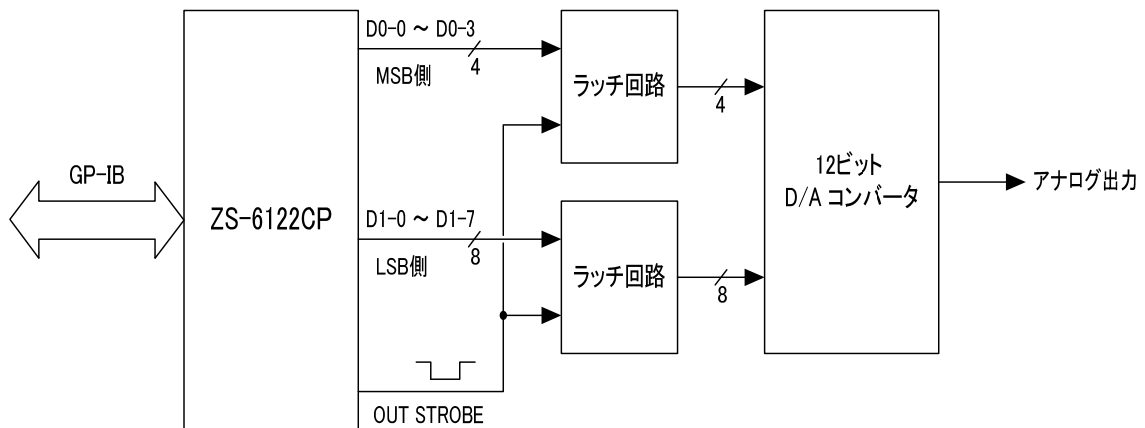 GP-IB
ZS-6122CP
D0-0 ～ D0-3
4
MSB側
D1-0 ～ D1-7
8
LSB側
OUT STROBE
ラッチ回路
4
ラッチ回路
8
12ビット
D/A コンバータ
アナログ出力